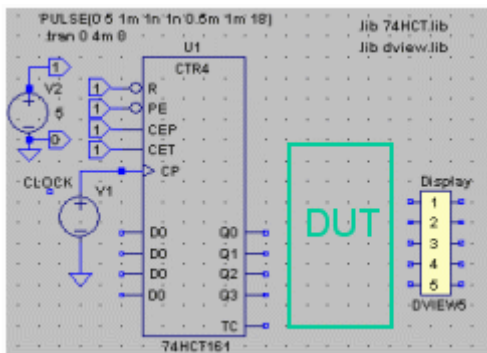 PULSE(0 5 1m 1n 1n 0.5m 1m 18)
.tran 0 4m 0
.lib 74HCT.lib
.lib dview.lib
U1
CTR4
1
V2
5
0
1
R
1
PE
1
CEP
1
CET
CP
CLOCK
V1
D0
D0
D0
D0
Q0
Q1
Q2
Q3
TC
74HCT161
DUT
Display
1
2
3
4
5
DVIEW5